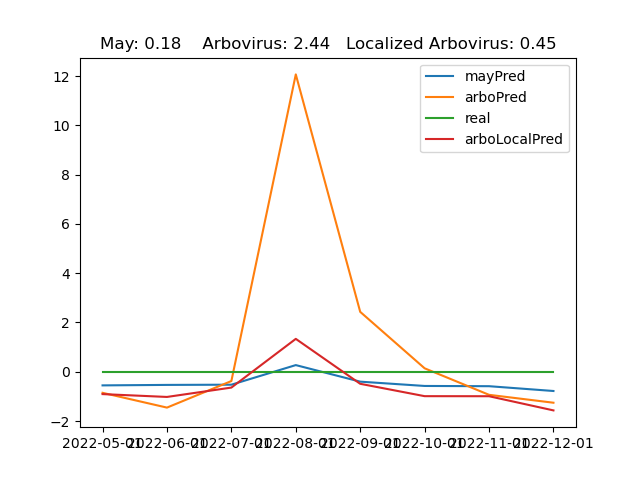 May: 0.18    Arbovirus: 2.44   Localized Arbovirus: 0.45
mayPred
arboPred
real
arboLocalPred
12
10
8
6
4
2
0
−2
2022-05-01 2022-06-01 2022-07-01 2022-08-01 2022-09-01 2022-10-01 2022-11-01 2022-12-01